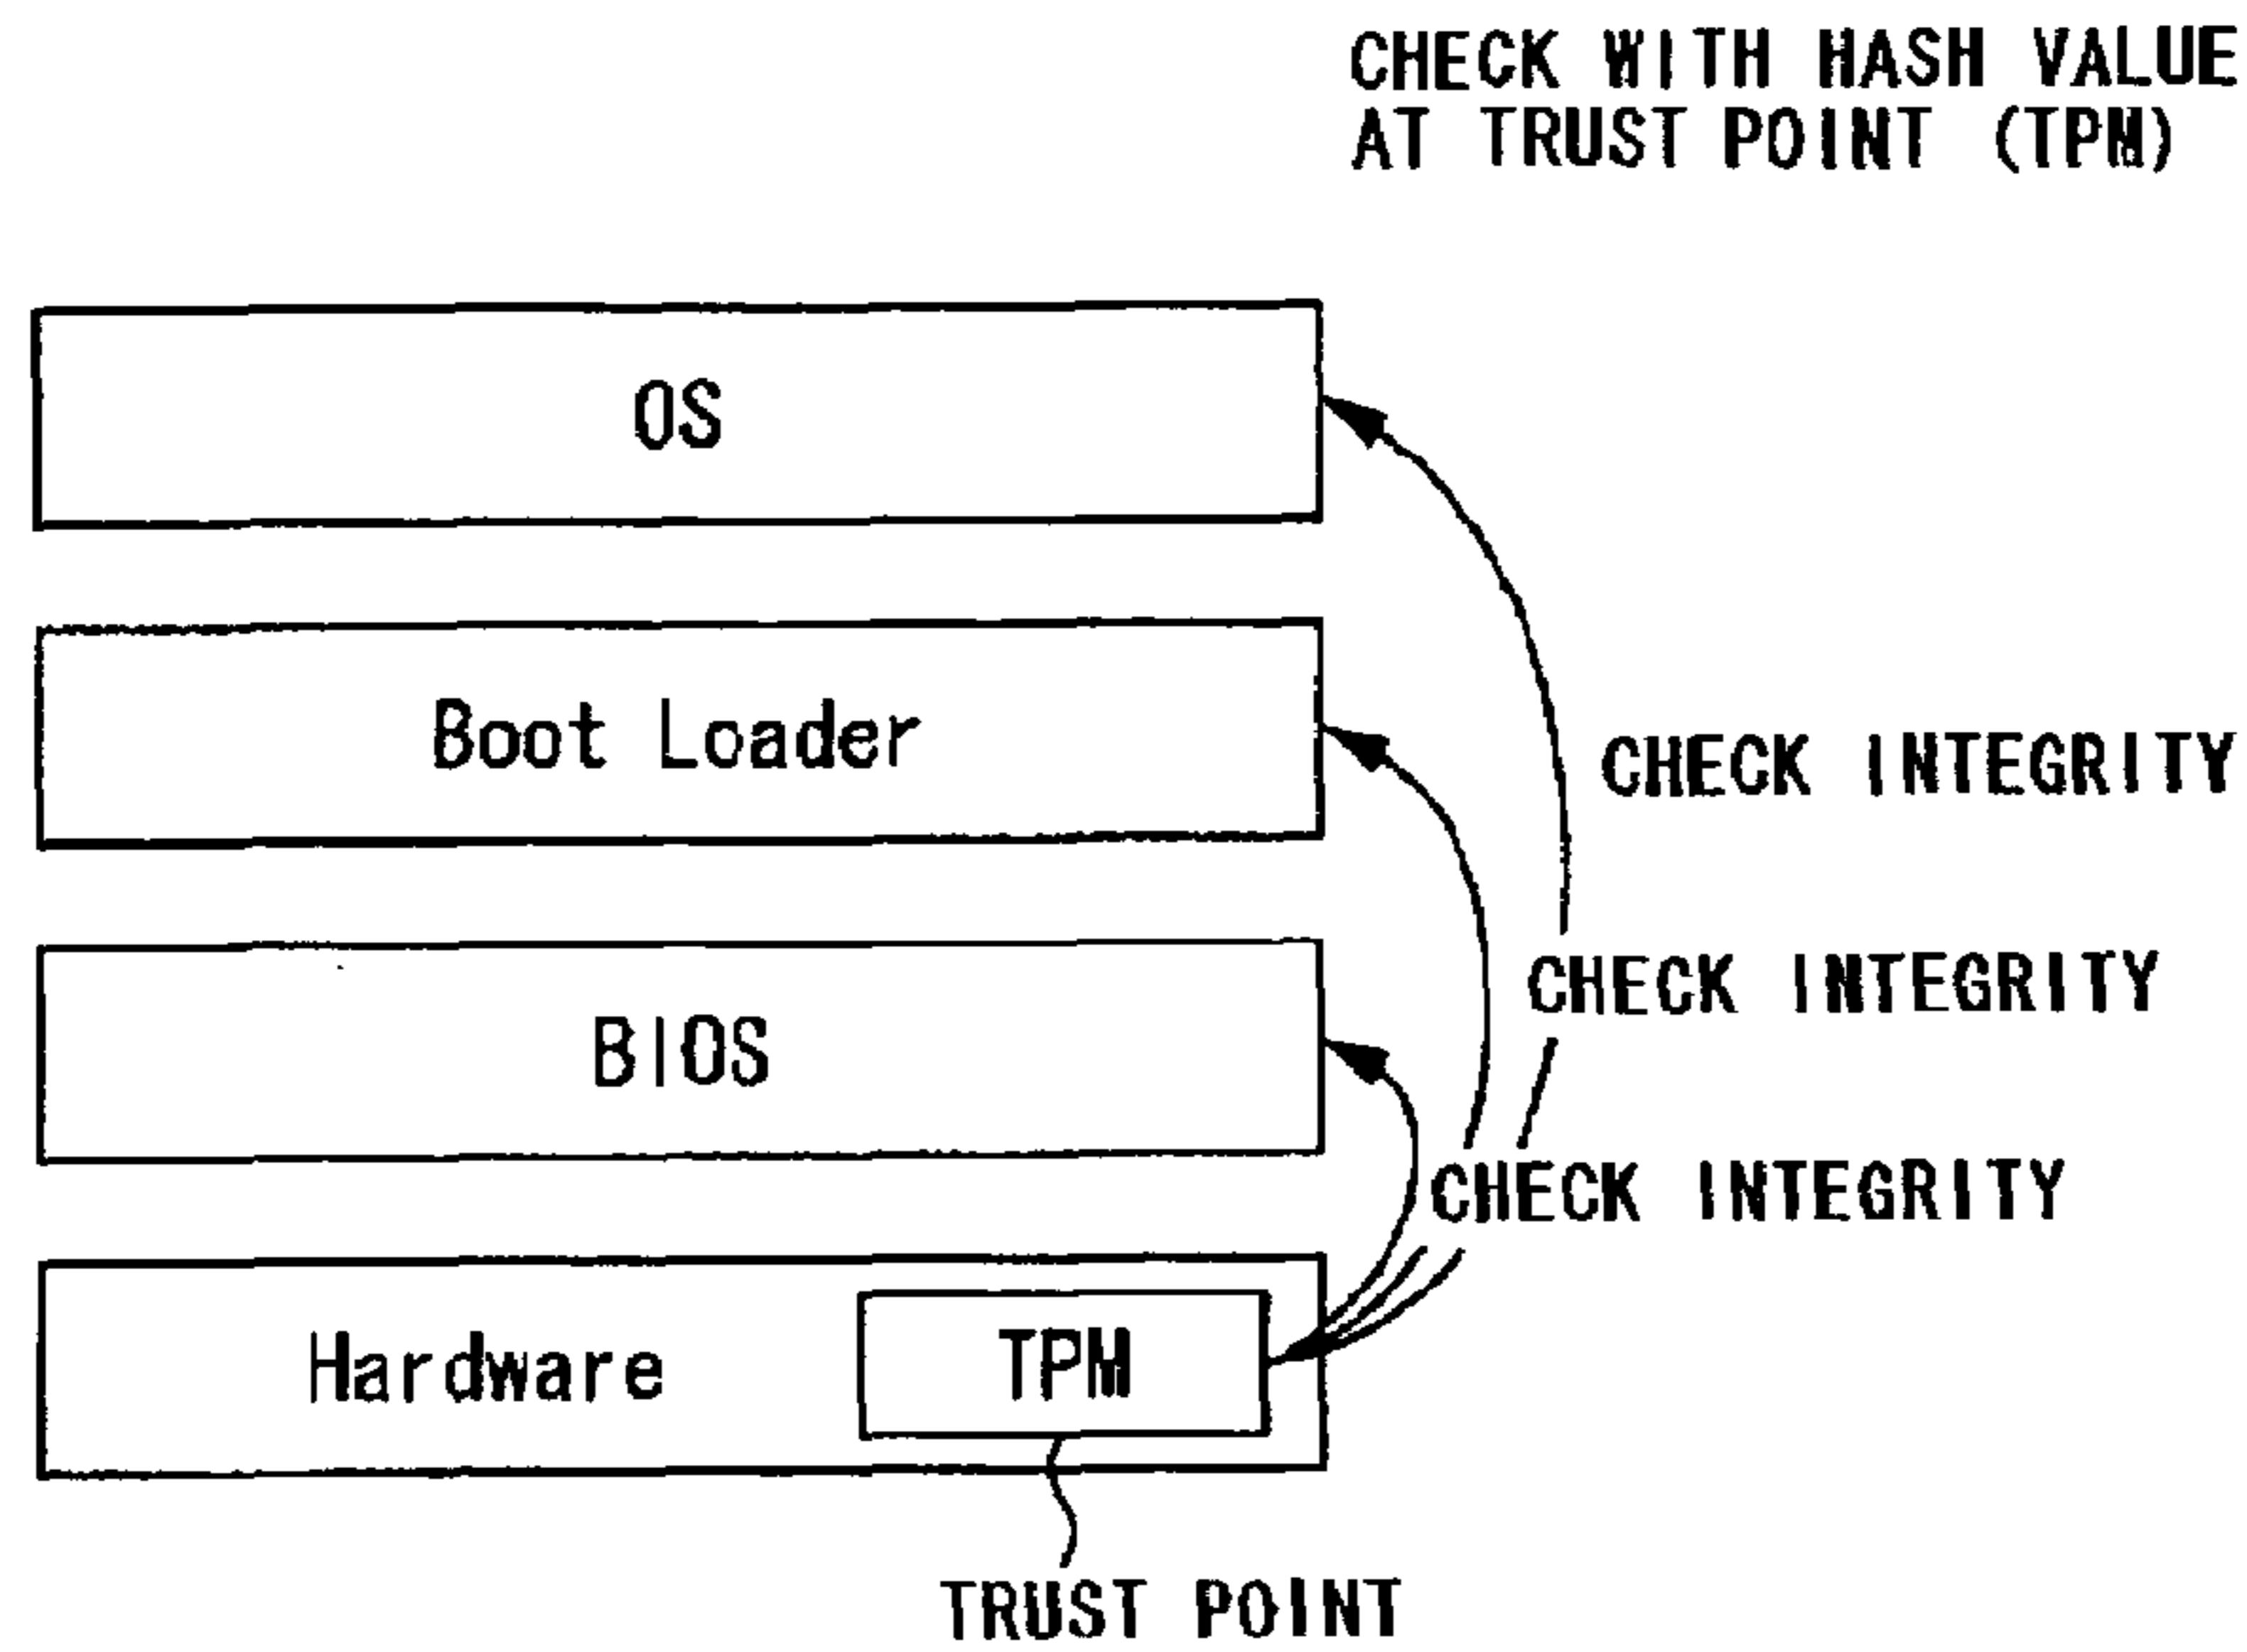 CHECK WITH HASH VALUE
AT TRUST POINT (TPM)
OS
Boot Loader
CHECK INTEGRITY
CHECK INTEGRITY
BIOS
CHECK INTEGRITY
Hardware
TPM
TRUST POINT